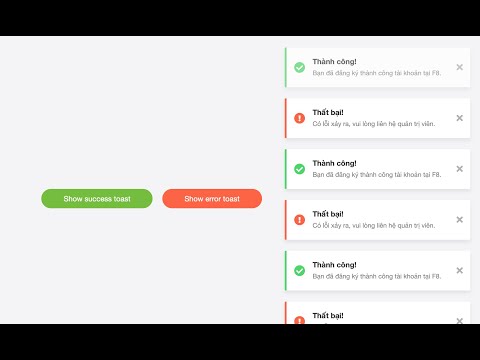 Thành công!
Bạn đã đăng ký thành công tài khoản tại F8.
Thất bại!
Có lỗi xảy ra, vui lòng liên hệ quản trị viên.
Thành công!
Bạn đã đăng ký thành công tài khoản tại F8.
Show success toast
Show error toast
Thất bại!
Có lỗi xảy ra, vui lòng liên hệ quản trị viên.
Thành công!
Bạn đã đăng ký thành công tài khoản tại F8.
Thất bại!